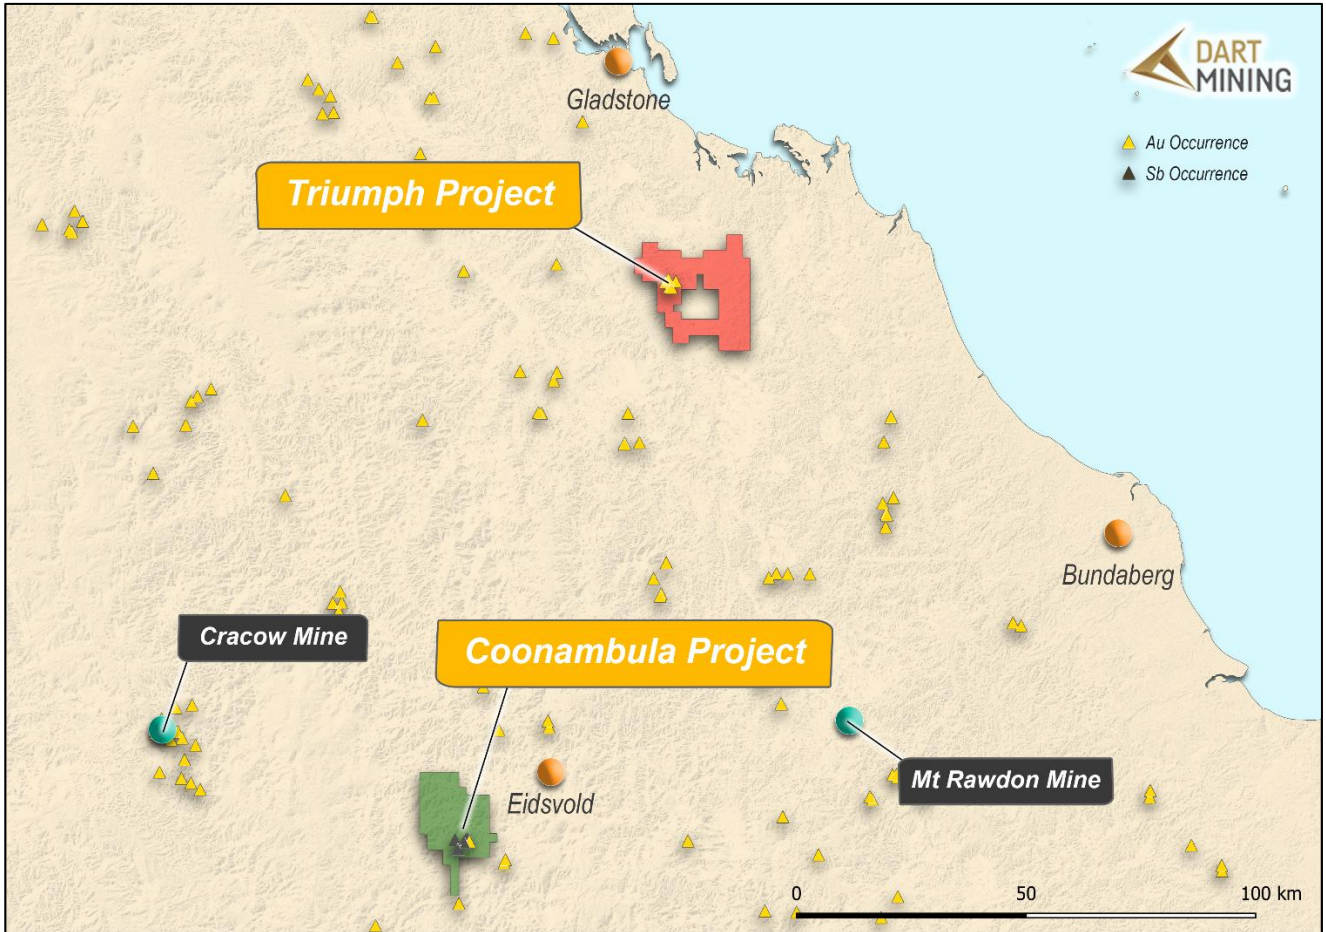 DART
MINING
Gladstone
Au Occurrence
Sb Occurrence
Triumph Project
Bundaberg
Cracow Mine
Coonambula Project
Mt Rawdon Mine
Eidsvold
0 50 100 km